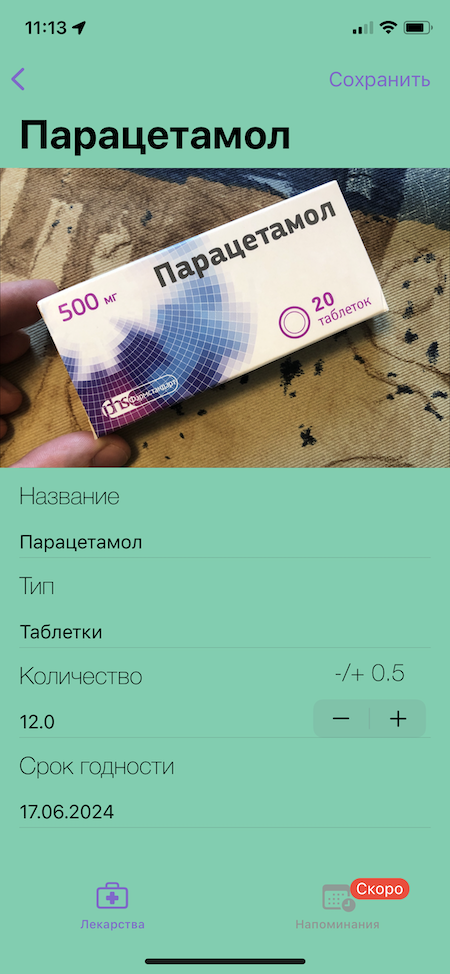 11:13
Сохранить
Парацетамол
Парацетамол
500 мг
20
таблеток
Фармстандарт
Название
Парацетамол
Тип
Таблетки
Количество
-/+ 0.5
12.0
− +
Срок годности
17.06.2024
Скоро
Лекарства
Напоминания